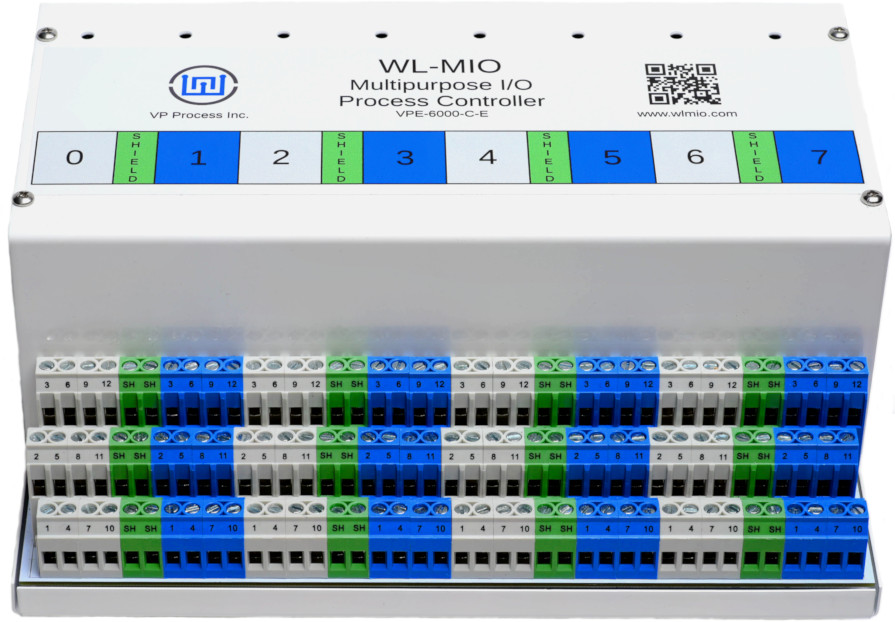 WL-MIO
Multipurpose I/O
Process Controller
VPE-6000-C-E
VP Process Inc.
www.wlmio.com
0 SHIELD 1 2 SHIELD 3 4 SHIELD 5 6 SHIELD 7
3 6 9 12 SH SH 3 6 9 12 3 6 9 12 SH SH 3 6 9 12 3 6 9 12 SH SH 3 6 9 12 3 6 9 12 SH SH 3 6 9 12
2 5 8 11 SH SH 2 5 8 11 2 5 8 11 SH SH 2 5 8 11 2 5 8 11 SH SH 2 5 8 11 2 5 8 11 SH SH 2 5 8 11
1 4 7 10 SH SH 1 4 7 10 1 4 7 10 SH SH 1 4 7 10 1 4 7 10 SH SH 1 4 7 10 1 4 7 10 SH SH 1 4 7 10